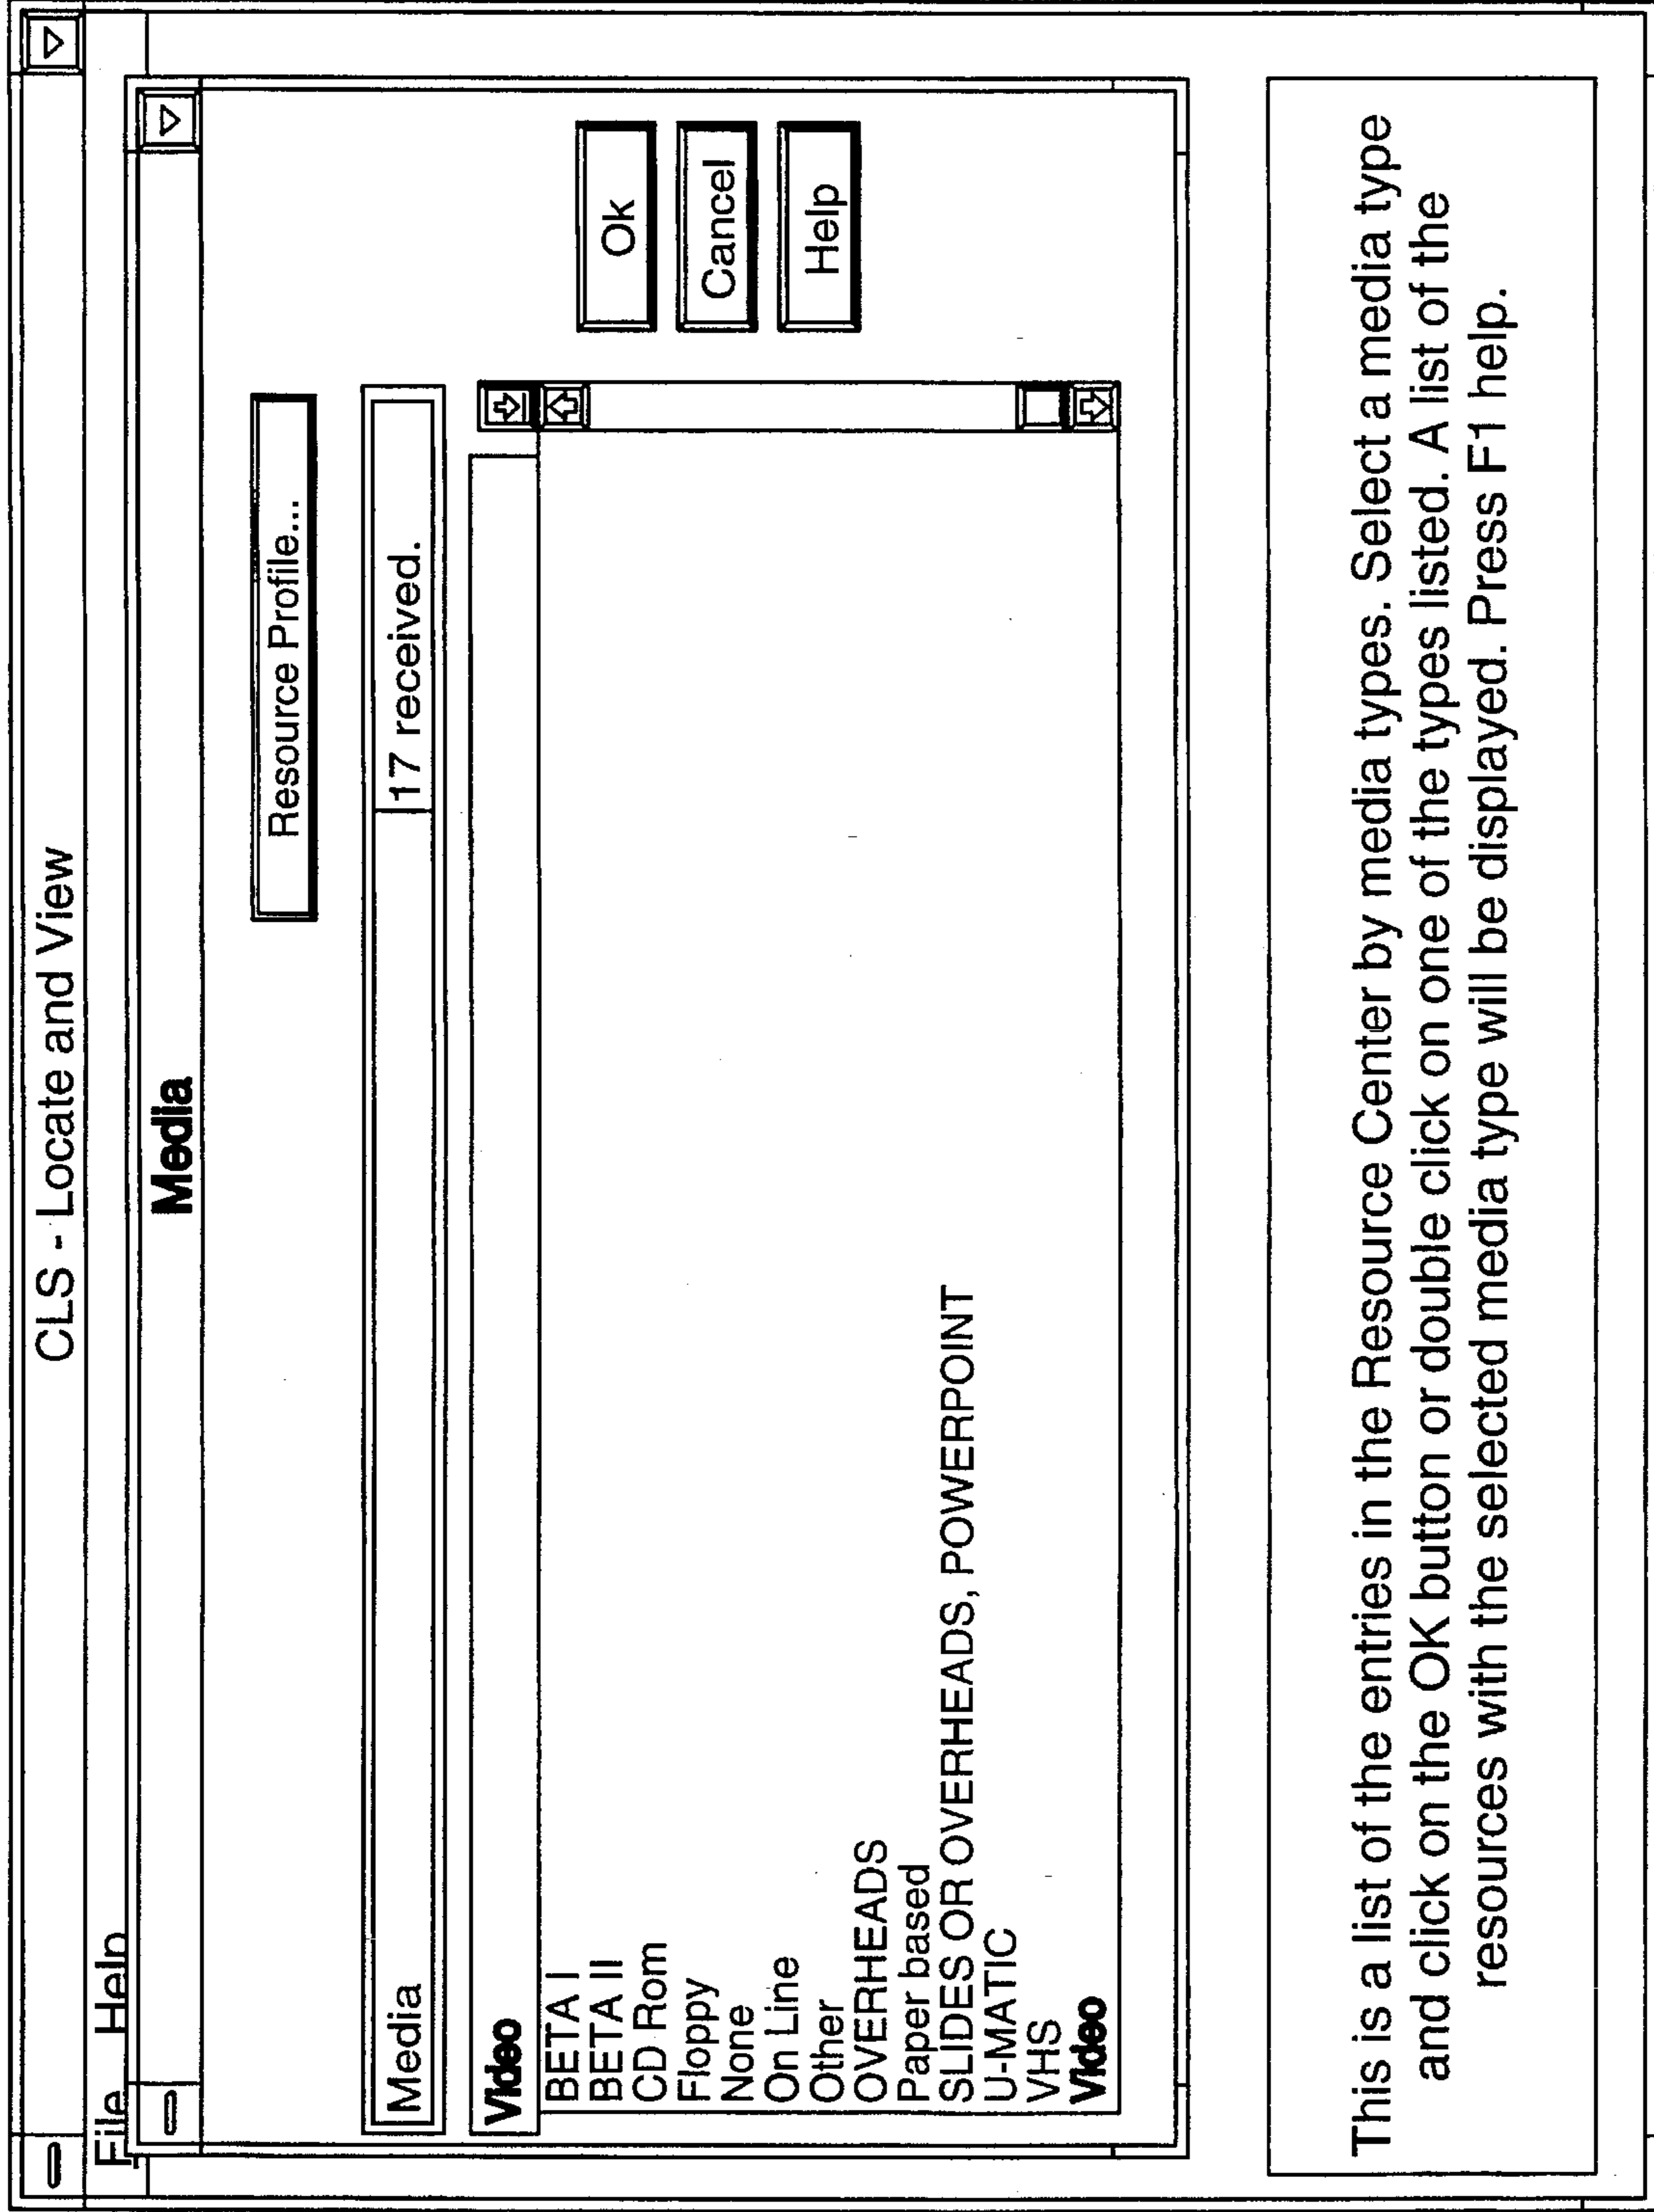 CLS - Locate and View
File Help
Media
Resource Profile...
Media 17 received.
Video
BETA I
BETA II
CD Rom
Floppy
None
On Line
Other
OVERHEADS
Paper based
SLIDES OR OVERHEADS, POWERPOINT
U-MATIC
VHS
Video
Ok
Cancel
Help
This is a list of the entries in the Resource Center by media types. Select a media type
and click on the OK button or double click on one of the types listed. A list of the
resources with the selected media type will be displayed. Press F1 help.